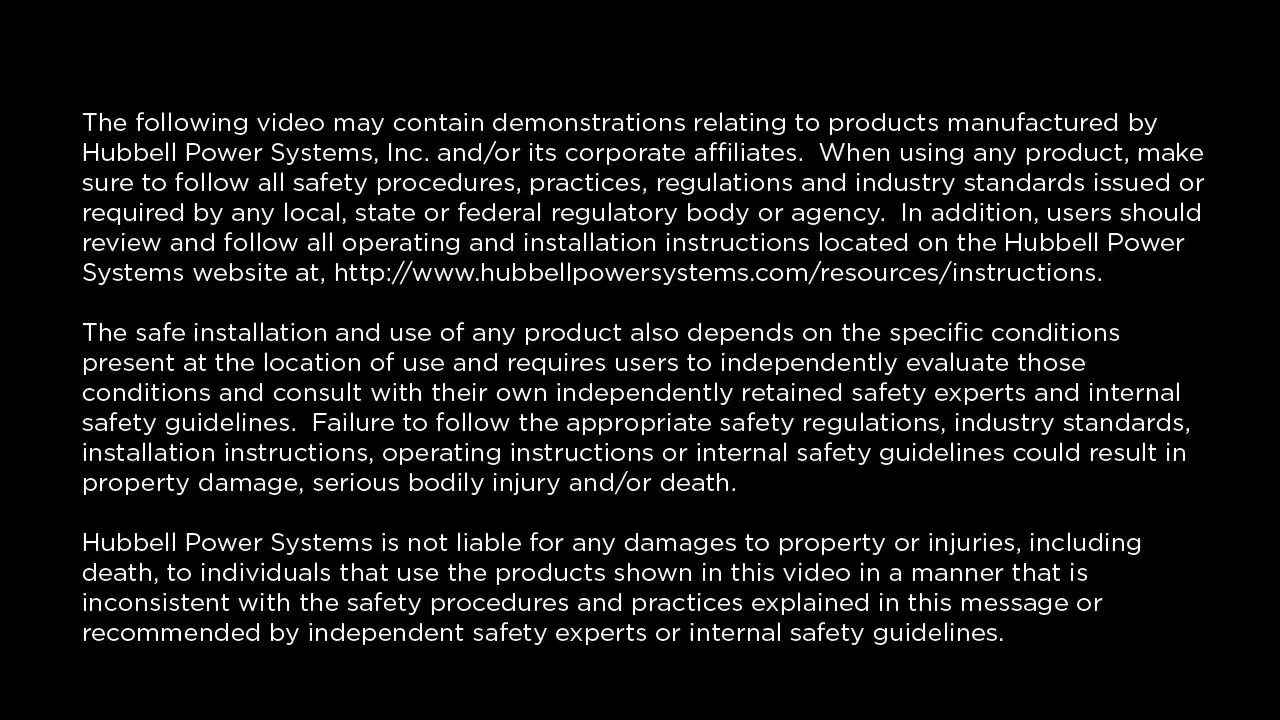 The following video may contain demonstrations relating to products manufactured by
Hubbell Power Systems, Inc. and/or its corporate affiliates.  When using any product, make
sure to follow all safety procedures, practices, regulations and industry standards issued or
required by any local, state or federal regulatory body or agency.  In addition, users should
review and follow all operating and installation instructions located on the Hubbell Power
Systems website at, http://www.hubbellpowersystems.com/resources/instructions.
The safe installation and use of any product also depends on the specific conditions
present at the location of use and requires users to independently evaluate those
conditions and consult with their own independently retained safety experts and internal
safety guidelines.  Failure to follow the appropriate safety regulations, industry standards,
installation instructions, operating instructions or internal safety guidelines could result in
property damage, serious bodily injury and/or death.
Hubbell Power Systems is not liable for any damages to property or injuries, including
death, to individuals that use the products shown in this video in a manner that is
inconsistent with the safety procedures and practices explained in this message or
recommended by independent safety experts or internal safety guidelines.